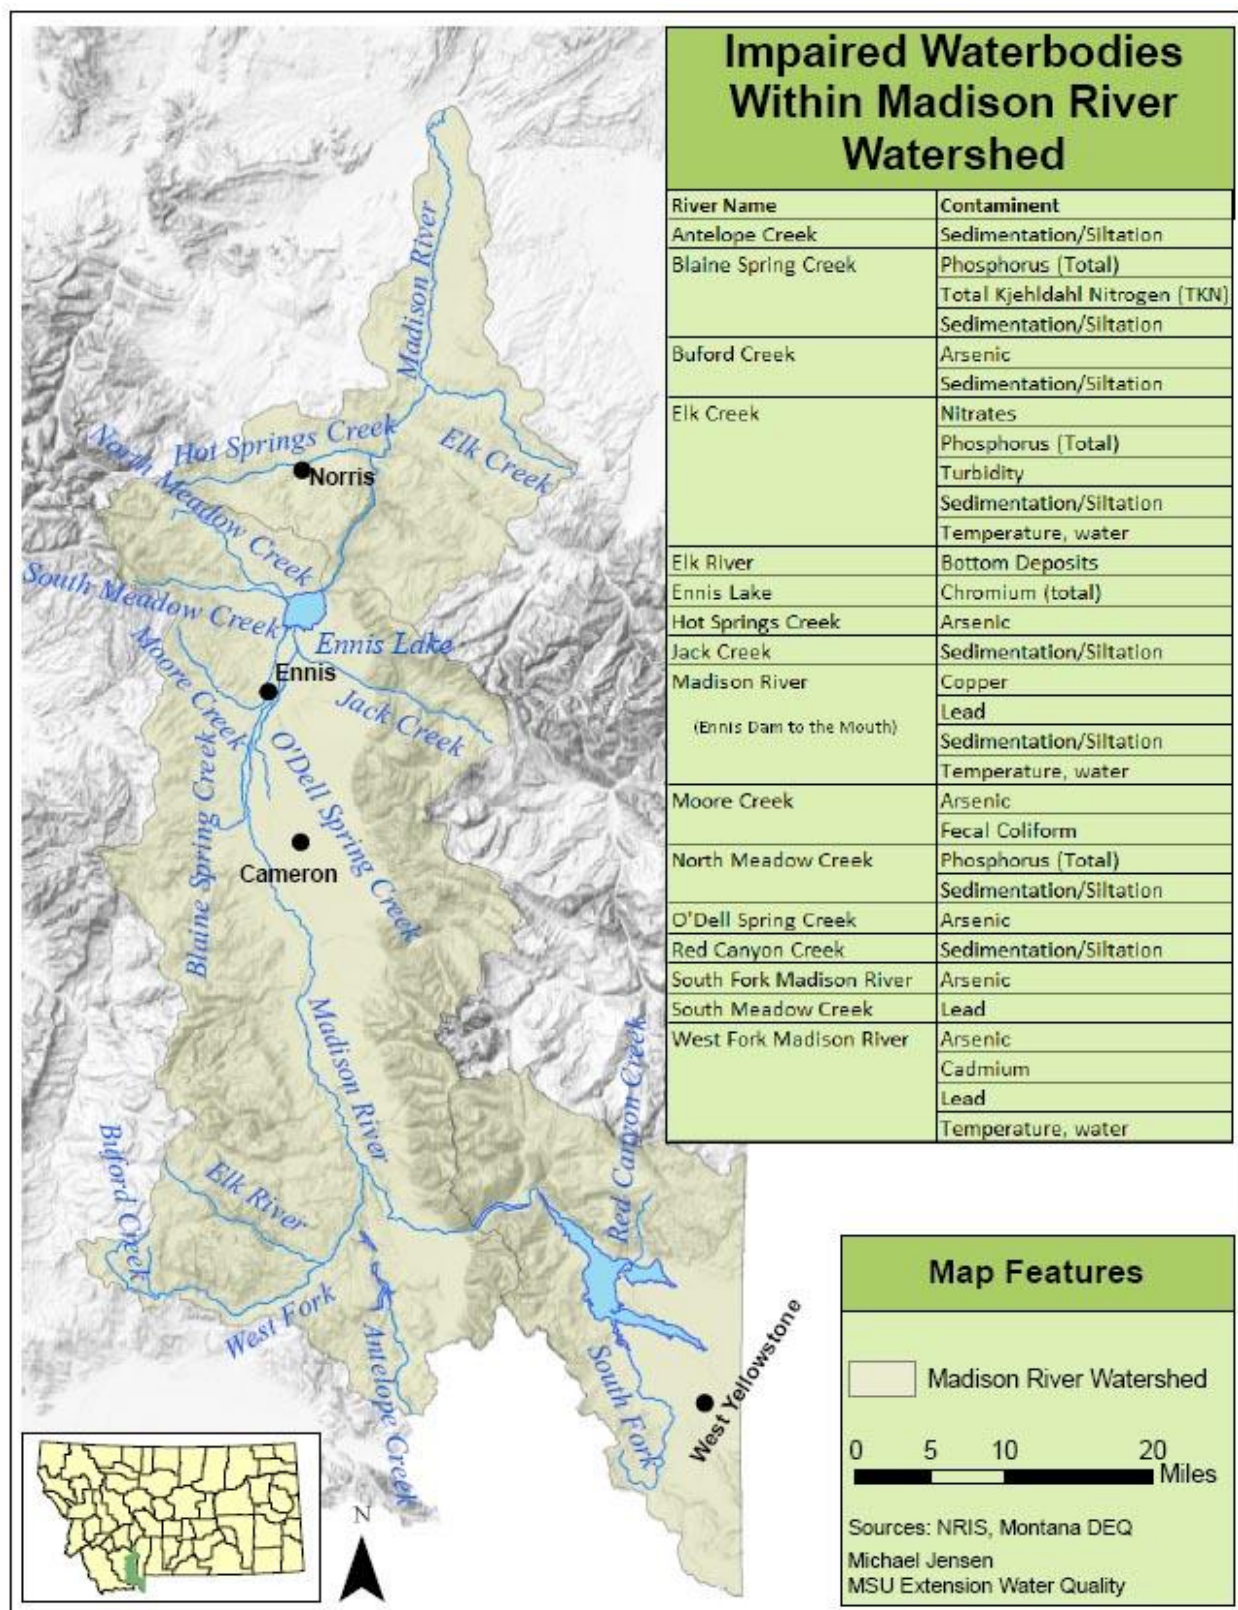 Impaired Waterbodies
Within Madison River
Watershed
River Name Contaminent
Antelope Creek Sedimentation/Siltation
Blaine Spring Creek Phosphorus (Total)
Total Kjehldahl Nitrogen (TKN)
Sedimentation/Siltation
Buford Creek Arsenic
Sedimentation/Siltation
Elk Creek Nitrates
Phosphorus (Total)
Turbidity
Sedimentation/Siltation
Temperature, water
Elk River Bottom Deposits
Ennis Lake Chromium (total)
Hot Springs Creek Arsenic
Jack Creek Sedimentation/Siltation
Madison River Copper
Lead
(Ennis Dam to the Mouth)
Sedimentation/Siltation
Temperature, water
Moore Creek Arsenic
Fecal Coliform
North Meadow Creek Phosphorus (Total)
Sedimentation/Siltation
O'Dell Spring Creek Arsenic
Red Canyon Creek Sedimentation/Siltation
South Fork Madison River Arsenic
South Meadow Creek Lead
West Fork Madison River Arsenic
Cadmium
Lead
Temperature, water
Madison River
Hot Springs Creek
Elk Creek
North Meadow Creek
Norris
South Meadow Creek
Ennis Lake
Moore Creek
Ennis
Jack Creek
O'Dell Spring Creek
Blaine Spring Creek
Cameron
Madison River
Red Canyon Creek
Buford Creek
Elk River
West Fork
Antelope Creek
South Fork
West Yellowstone
N
Map Features
Madison River Watershed
0 5 10 20
Miles
Sources: NRIS, Montana DEQ
Michael Jensen
MSU Extension Water Quality